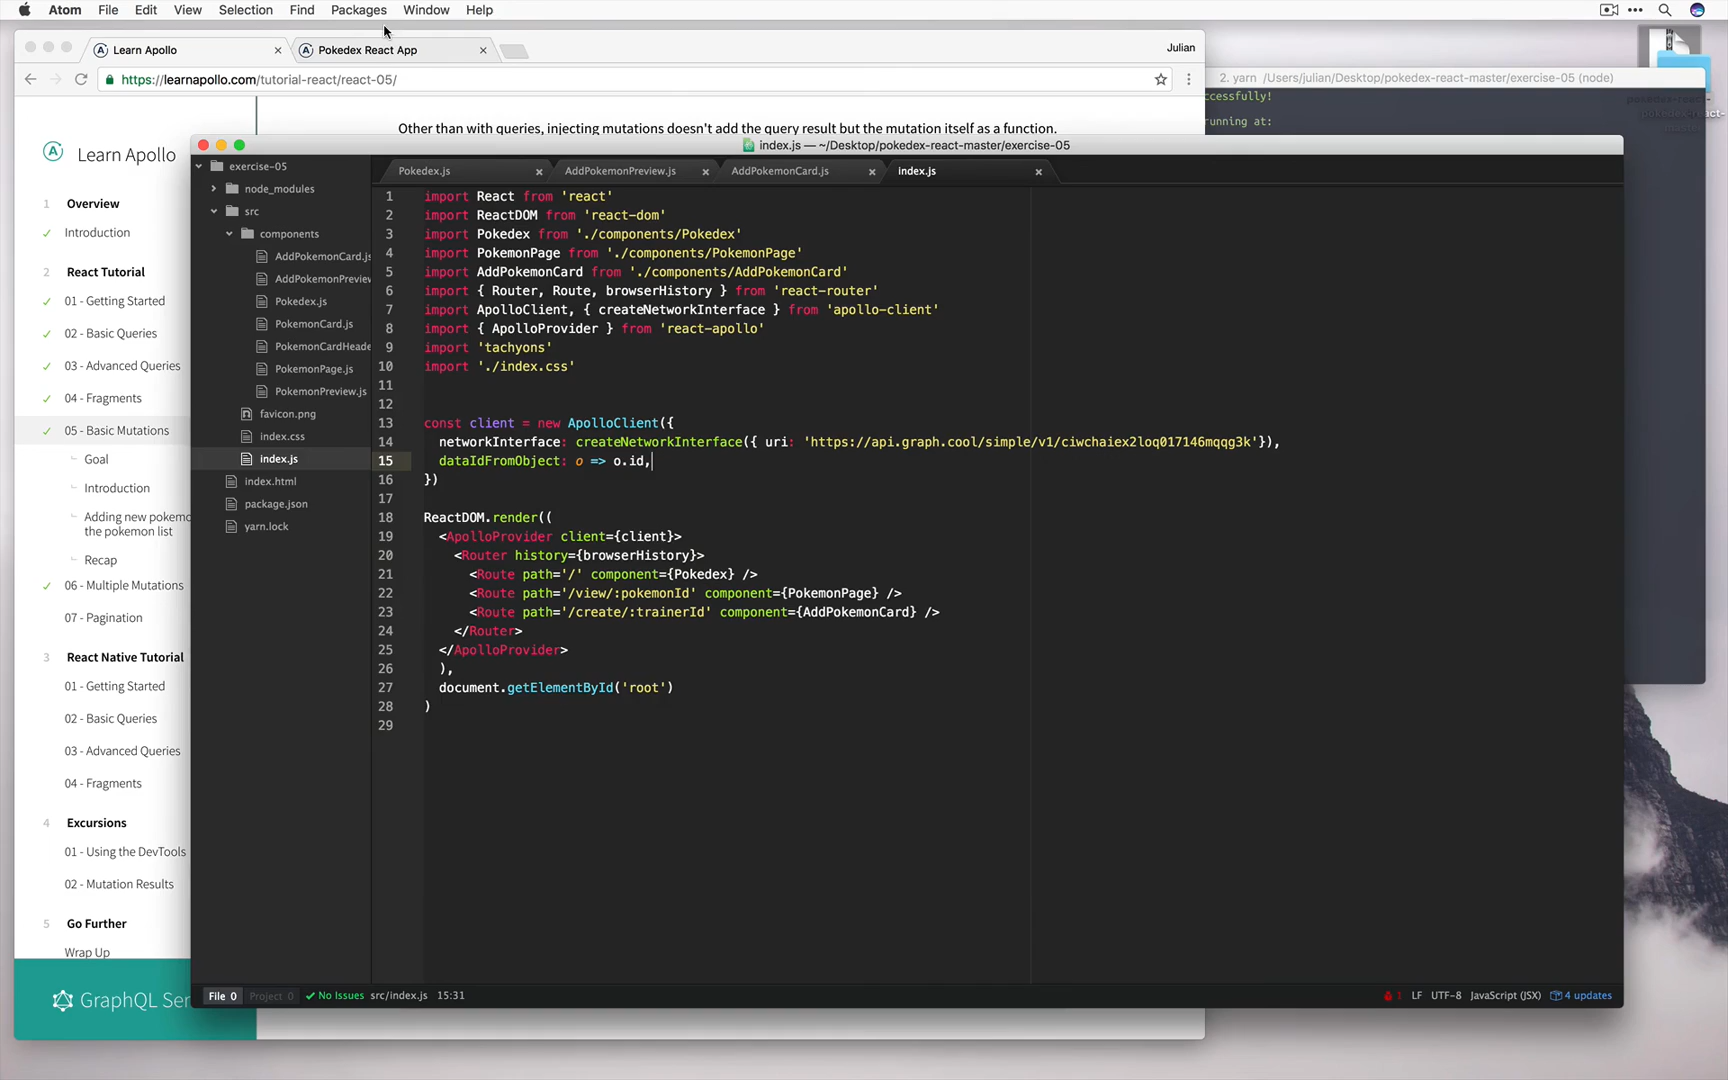 Atom File Edit View Selection Find Packages Window Help
Learn Apollo
Pokedex React App
Julian
https://learnapollo.com/tutorial-react/react-05/
2. yarn /Users/julian/Desktop/pokedex-react-master/exercise-05 (node)
ccessfully!
unning at:
Other than with queries, injecting mutations doesn't add the query result but the mutation itself as a function.
Learn Apollo
1 Overview
Introduction
2 React Tutorial
01 - Getting Started
02 - Basic Queries
03 - Advanced Queries
04 - Fragments
05 - Basic Mutations
Goal
Introduction
Adding new pokemo
the pokemon list
Recap
06 - Multiple Mutations
07 - Pagination
3 React Native Tutorial
01 - Getting Started
02 - Basic Queries
03 - Advanced Queries
04 - Fragments
4 Excursions
01 - Using the DevTools
02 - Mutation Results
5 Go Further
Wrap Up
GraphQL Ser
index.js — ~/Desktop/pokedex-react-master/exercise-05
exercise-05
node_modules
src
components
AddPokemonCard.js
AddPokemonPreview
Pokedex.js
PokemonCard.js
PokemonCardHeade
PokemonPage.js
PokemonPreview.js
favicon.png
index.css
index.js
index.html
package.json
yarn.lock
Pokedex.js AddPokemonPreview.js AddPokemonCard.js index.js
1 import React from 'react'
2 import ReactDOM from 'react-dom'
3 import Pokedex from './components/Pokedex'
4 import PokemonPage from './components/PokemonPage'
5 import AddPokemonCard from './components/AddPokemonCard'
6 import { Router, Route, browserHistory } from 'react-router'
7 import ApolloClient, { createNetworkInterface } from 'apollo-client'
8 import { ApolloProvider } from 'react-apollo'
9 import 'tachyons'
10 import './index.css'
11
12
13 const client = new ApolloClient({
14 networkInterface: createNetworkInterface({ uri: 'https://api.graph.cool/simple/v1/ciwchaiex2loq017146mqqg3k'}),
15 dataIdFromObject: o => o.id,
16 })
17
18 ReactDOM.render((
19 <ApolloProvider client={client}>
20 <Router history={browserHistory}>
21 <Route path='/' component={Pokedex} />
22 <Route path='/view/:pokemonId' component={PokemonPage} />
23 <Route path='/create/:trainerId' component={AddPokemonCard} />
24 </Router>
25 </ApolloProvider>
26 ),
27 document.getElementById('root')
28 )
29
File 0 Project 0 No Issues src/index.js 15:31
1 LF UTF-8 JavaScript (JSX) 4 updates